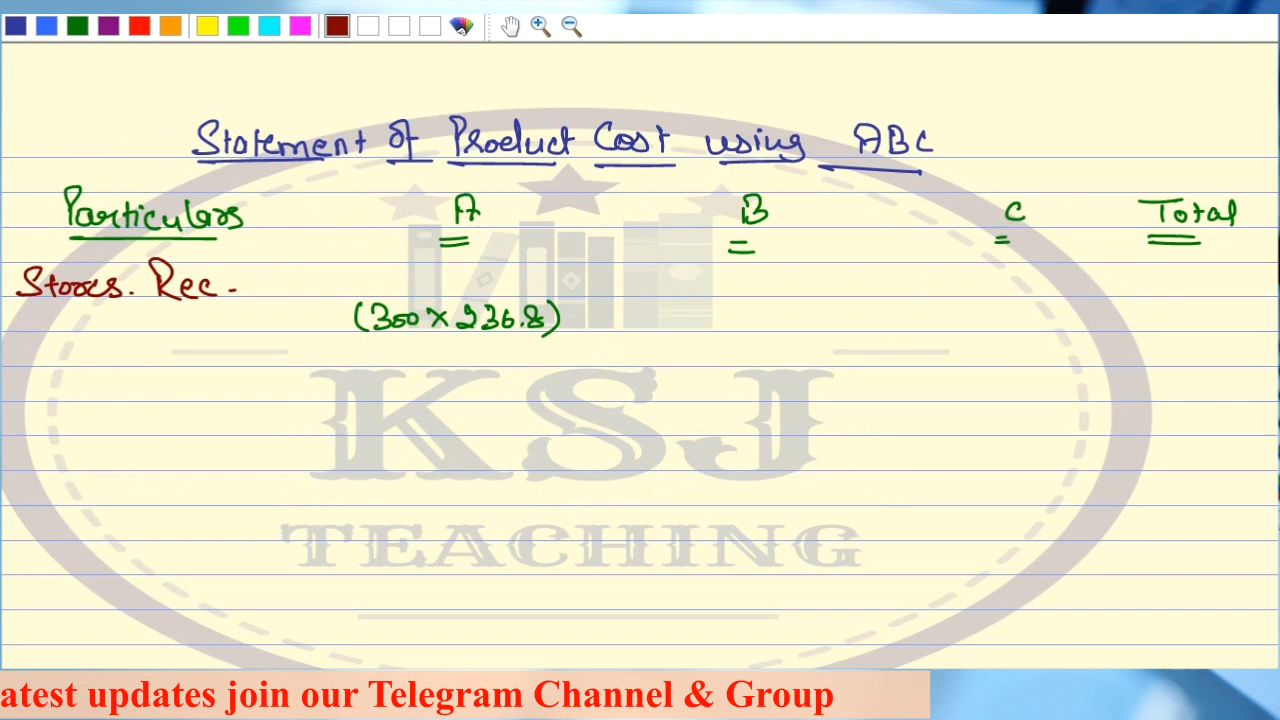 Statement of Product Cost using ABC
Particulars A B C Total
Stores. Rec.
(300 × 236.8)
KSJ
TEACHING
atest updates join our Telegram Channel & Group